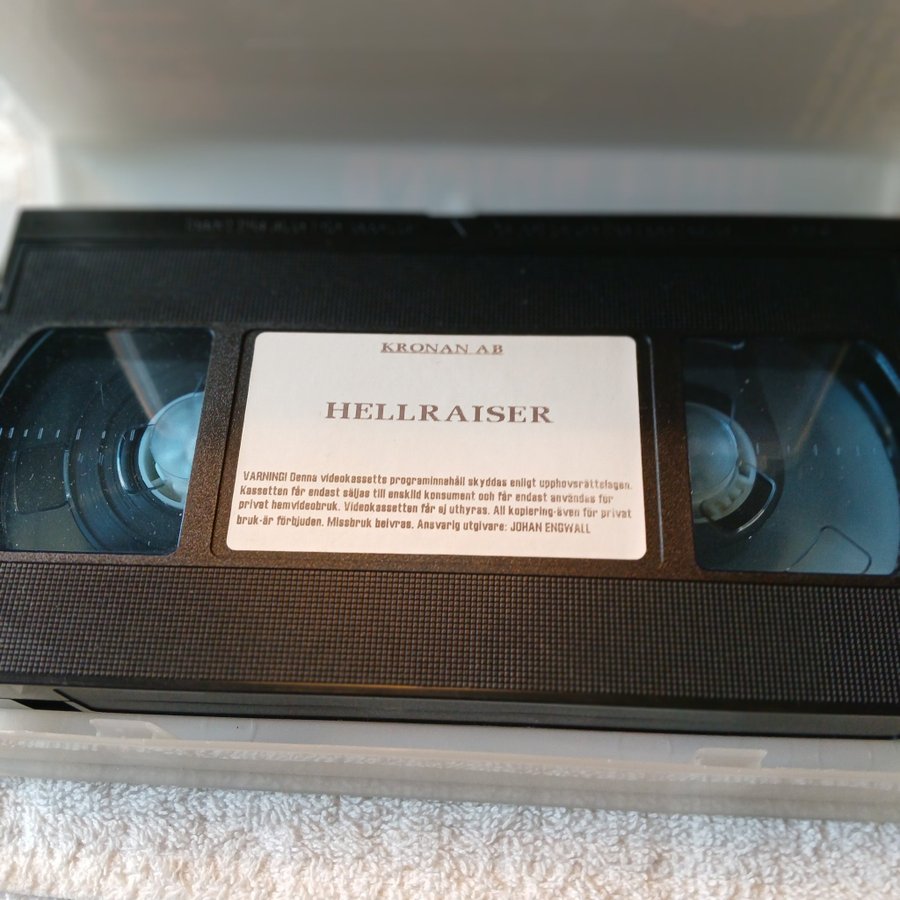 KRONAN AB
HELLRAISER
VARNING! Denna videokassette programinnehåll skyddas enligt upphovsrättslagen.
Kassetten får endast säljas till enskild konsument och får endast användas för
privat hemvideobruk. Videokassetten får ej uthyras. All kopiering-även för privat
bruk-är förbjuden. Missbruk beivras. Ansvarig utgivare: JOHAN ENGWALL